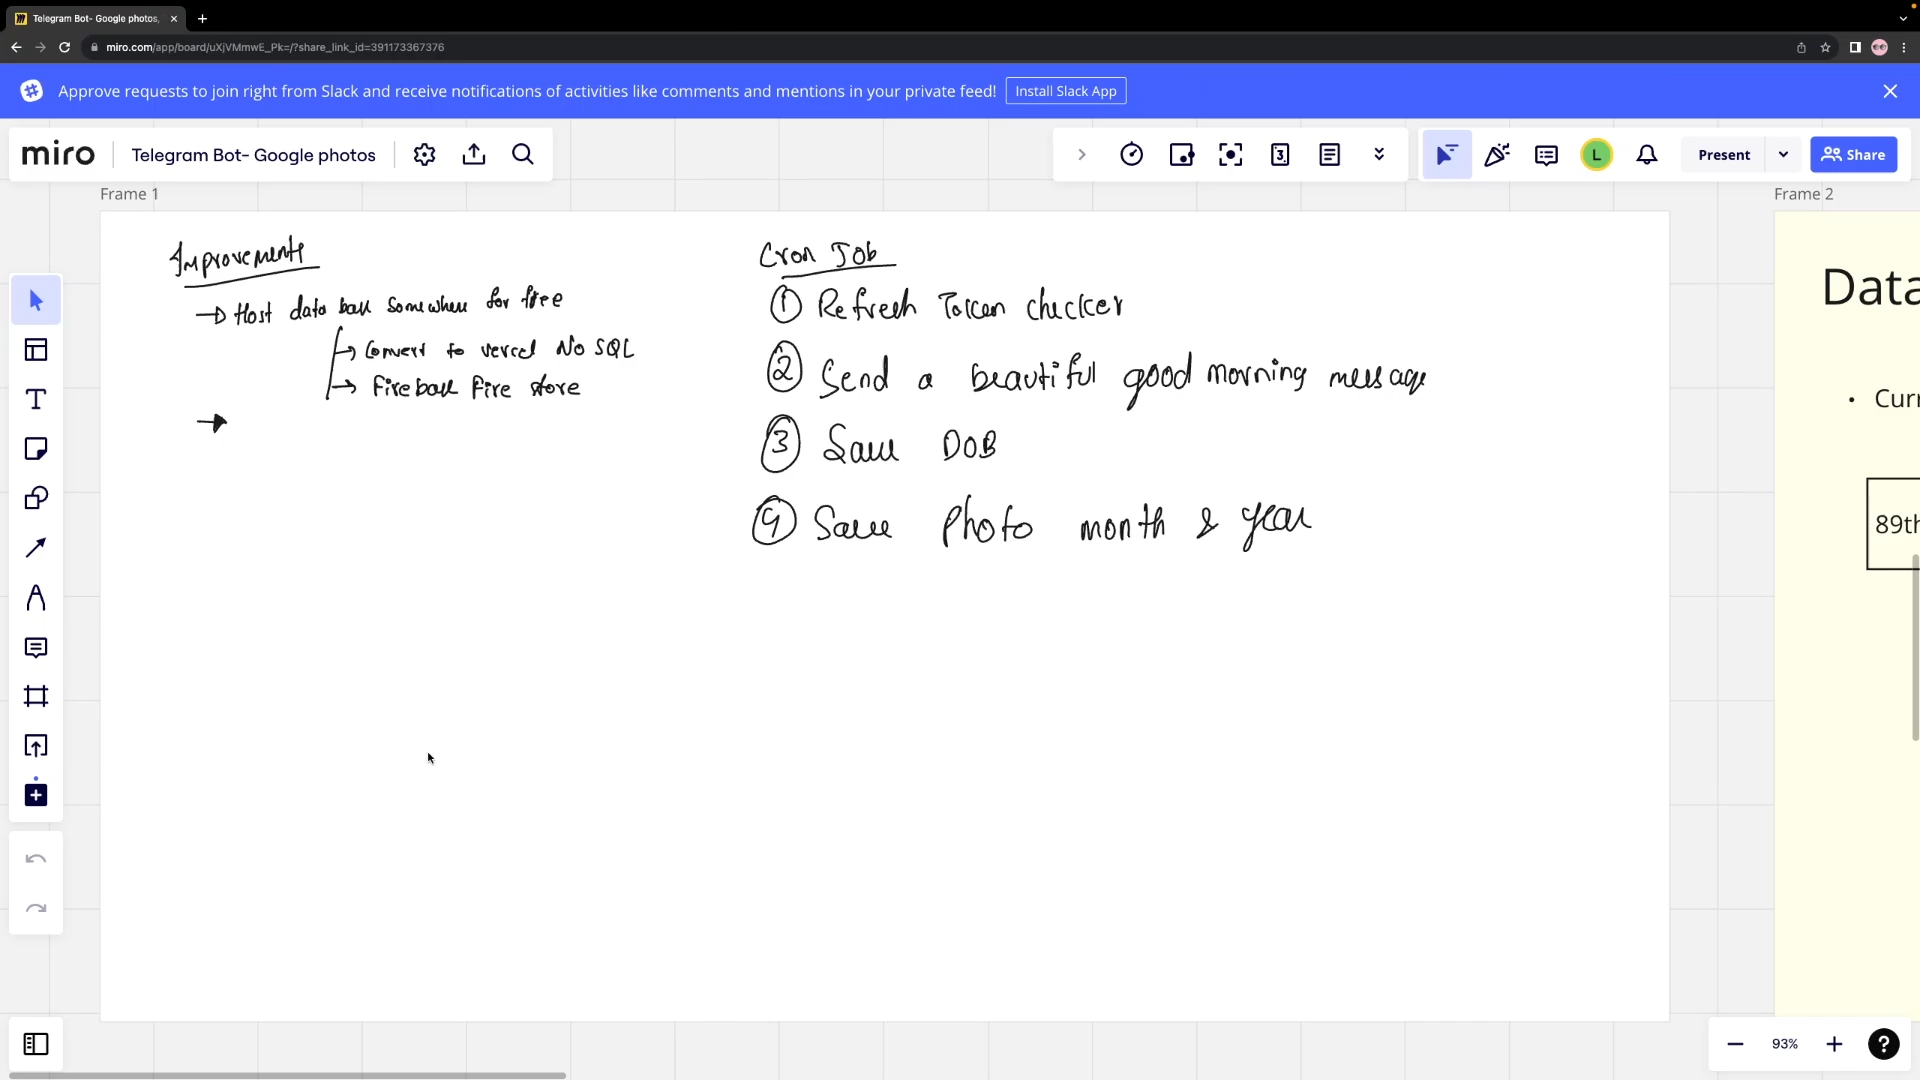 Telegram Bot- Google photos,
miro.com/app/board/uXjVMmwE_Pk=/?share_link_id=391173367376
Approve requests to join right from Slack and receive notifications of activities like comments and mentions in your private feed! Install Slack App
miro Telegram Bot- Google photos
3 L Present Share
Frame 1
Improvements
Host data base somewhere for free
Convert to vercel No SQL
Firebase Fire store
Cron Job
1 Refresh Token checker
2 Send a beautiful good morning message
3 Save DOB
4 Save Photo month & year
Frame 2
Data
• Curr
89th
93%
?